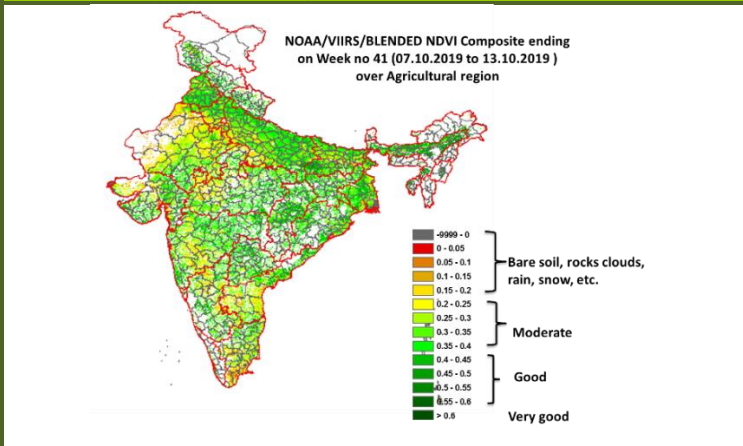 NOAA/VIIRS/BLENDED NDVI Composite ending
on Week no 41 (07.10.2019 to 13.10.2019 )
over Agricultural region
-9999 - 0
0 - 0.05
0.05 - 0.1
0.1 - 0.15
0.15 - 0.2
0.2 - 0.25
0.25 - 0.3
0.3 - 0.35
0.35 - 0.4
0.4 - 0.45
0.45 - 0.5
0.5 - 0.55
0.55 - 0.6
> 0.6
Bare soil, rocks clouds,
rain, snow, etc.
Moderate
Good
Very good